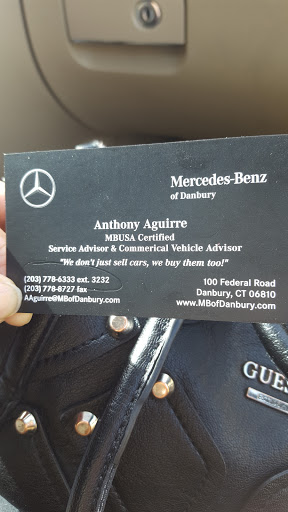 Mercedes-Benz
of Danbury
Anthony Aguirre
MBUSA Certified
Service Advisor & Commerical Vehicle Advisor
"We don't just sell cars, we buy them too!"
(203) 778-6333 ext. 3232
(203) 778-8727 fax
AAguirre@MBofDanbury.com
100 Federal Road
Danbury, CT 06810
www.MBofDanbury.com
GUES